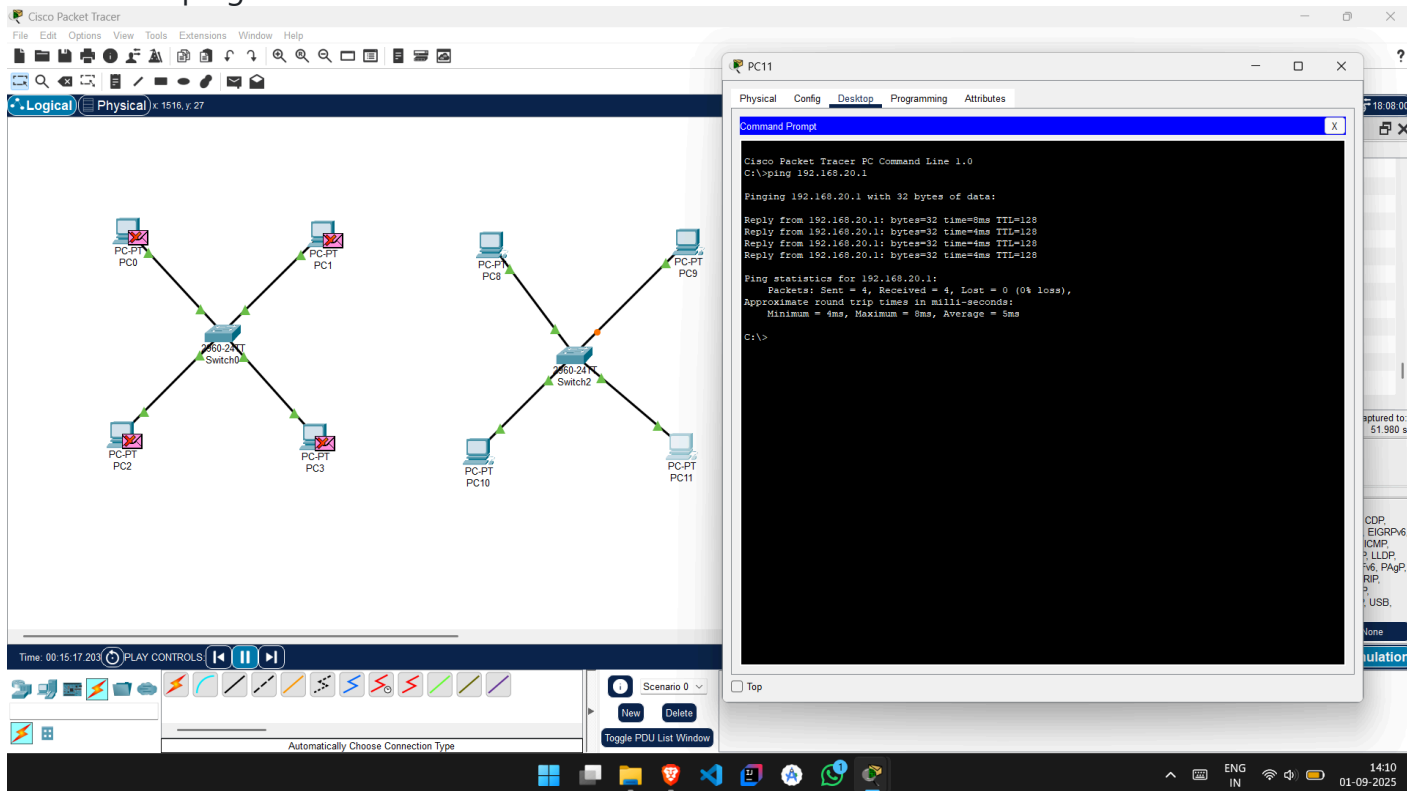 Cisco Packet Tracer
File Edit Options View Tools Extensions Window Help
?
Logical Physical x: 1516, y: 27
18:08:00
PC-PT
PC0
PC-PT
PC1
PC-PT
PC8
PC-PT
PC9
2960-24TT
Switch0
2960-24TT
Switch2
PC-PT
PC2
PC-PT
PC3
PC-PT
PC10
PC-PT
PC11
PC11
Physical Config Desktop Programming Attributes
Command Prompt X
Cisco Packet Tracer PC Command Line 1.0
C:\>ping 192.168.20.1
Pinging 192.168.20.1 with 32 bytes of data:
Reply from 192.168.20.1: bytes=32 time=8ms TTL=128
Reply from 192.168.20.1: bytes=32 time=4ms TTL=128
Reply from 192.168.20.1: bytes=32 time=4ms TTL=128
Reply from 192.168.20.1: bytes=32 time=4ms TTL=128
Ping statistics for 192.168.20.1:
Packets: Sent = 4, Received = 4, Lost = 0 (0% loss),
Approximate round trip times in milli-seconds:
Minimum = 4ms, Maximum = 8ms, Average = 5ms
C:\>
Top
aptured to:
51.980 s
CDP,
EIGRPv6
ICMP,
P, LLDP,
Fv6, PAgP,
RIP,
P,
, USB,
None
nulation
Time: 00:15:17.203 PLAY CONTROLS:
Scenario 0
New Delete
Toggle PDU List Window
Automatically Choose Connection Type
1
ENG
IN
14:10
01-09-2025